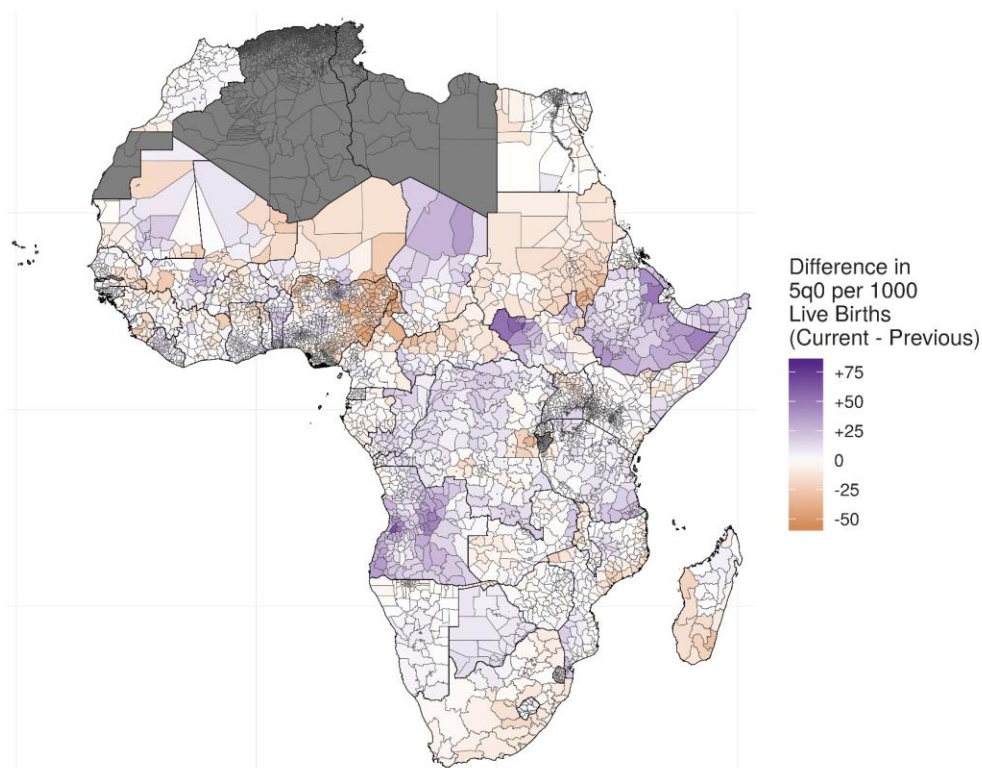 Difference in
5q0 per 1000
Live Births
(Current - Previous)
+75
+50
+25
0
-25
-50